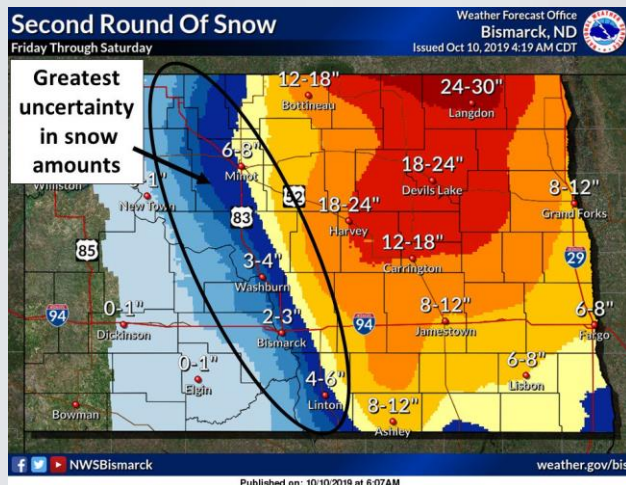 Second Round Of Snow
Friday Through Saturday
Weather Forecast Office
Bismarck, ND
Issued Oct 10, 2019 4:19 AM CDT
Greatest
uncertainty
in snow
amounts
12-18"
Bottineau
24-30"
Langdon
6-8"
Minot
52
Williston
-1"
New Town
18-24"
Devils Lake
8-12"
Grand Forks
83
18-24"
Harvey
85
12-18"
Carrington
29
3-4"
Washburn
94
0-1"
Dickinson
2-3"
Bismarck
94
8-12"
Jamestown
6-8"
Fargo
0-1"
Elgin
4-6"
Linton
6-8"
Lisbon
Bowman
8-12"
Ashley
NWSBismarck
weather.gov/bis
Published on: 10/10/2019 at 6:07AM